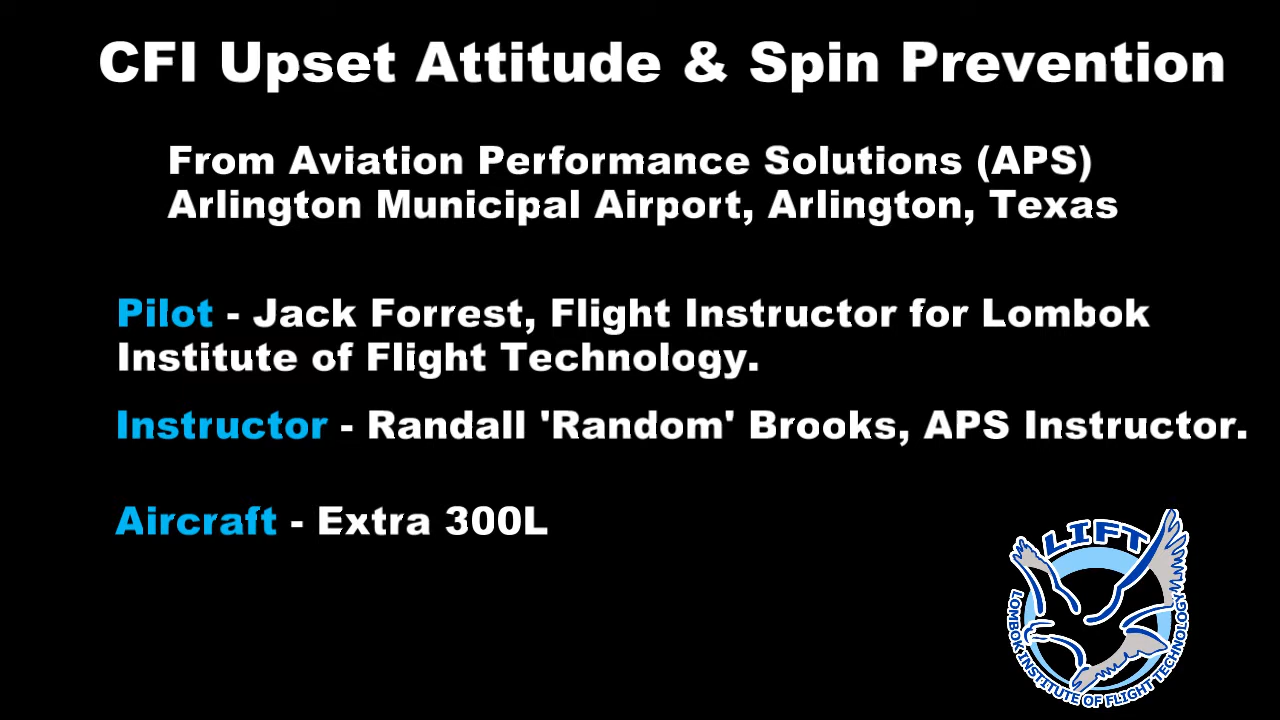 CFI Upset Attitude & Spin Prevention
From Aviation Performance Solutions (APS)
Arlington Municipal Airport, Arlington, Texas
Pilot - Jack Forrest, Flight Instructor for Lombok
Institute of Flight Technology.
Instructor - Randall 'Random' Brooks, APS Instructor.
Aircraft - Extra 300L
LIFT
LOMBOK INSTITUTE OF FLIGHT TECHNOLOGY